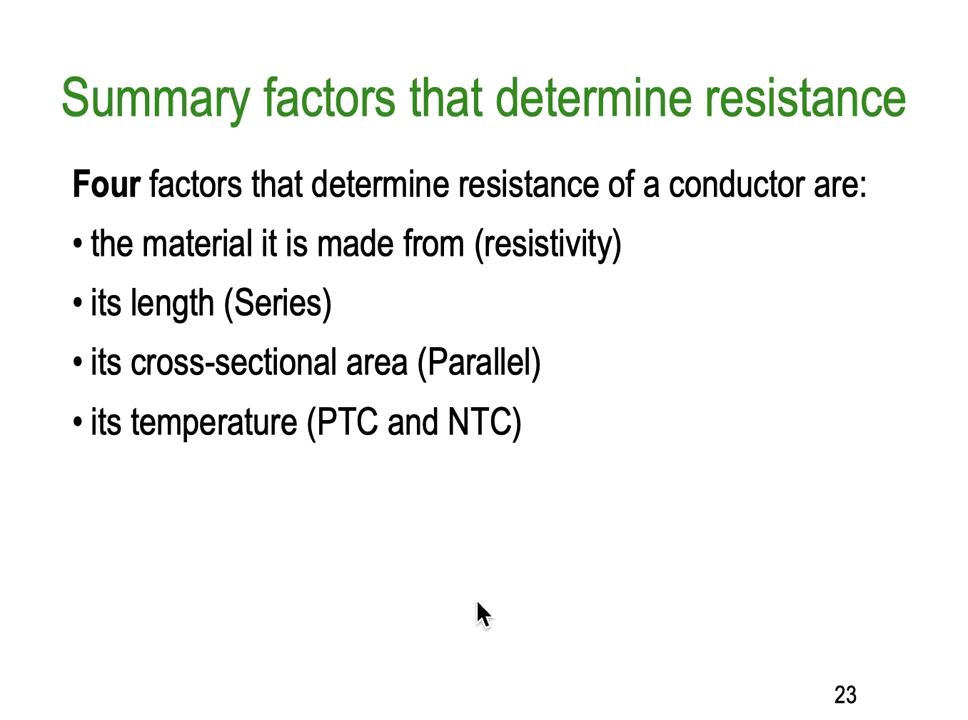 Summary factors that determine resistance
Four factors that determine resistance of a conductor are:
• the material it is made from (resistivity)
• its length (Series)
• its cross-sectional area (Parallel)
• its temperature (PTC and NTC)
23